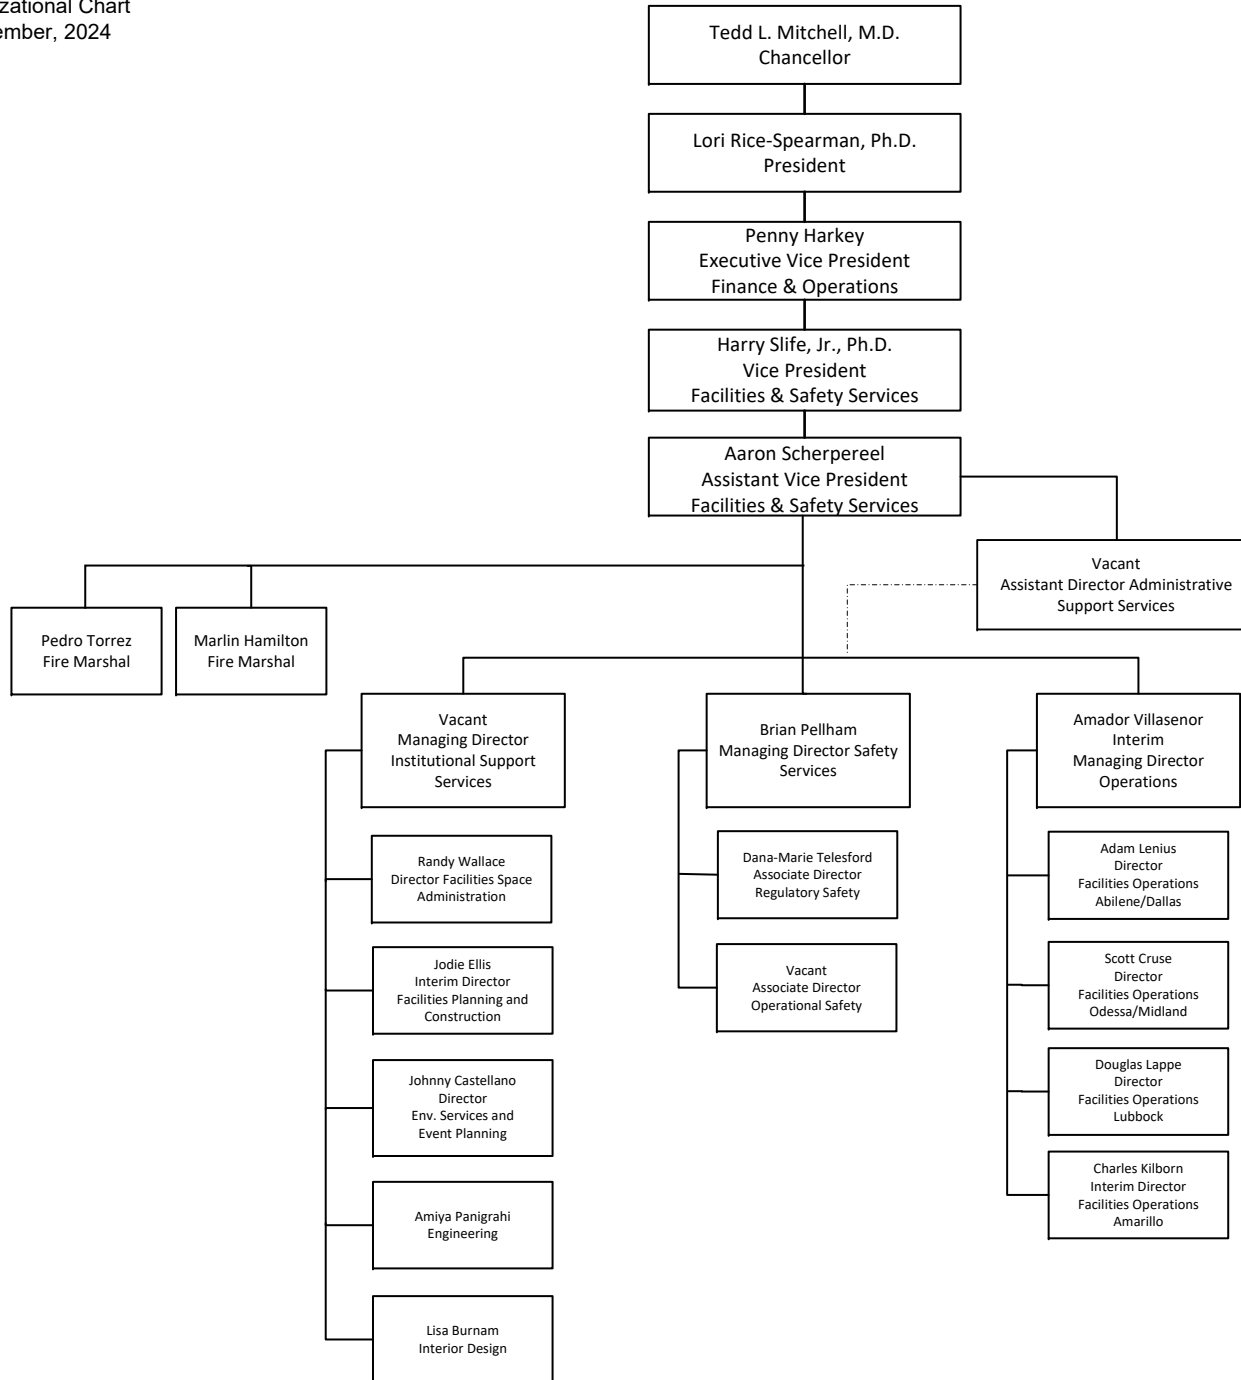 zational Chart
ember, 2024
Tedd L. Mitchell, M.D.
Chancellor
Lori Rice-Spearman, Ph.D.
President
Penny Harkey
Executive Vice President
Finance & Operations
Harry Slife, Jr., Ph.D.
Vice President
Facilities & Safety Services
Aaron Scherpereel
Assistant Vice President
Facilities & Safety Services
Vacant
Assistant Director Administrative
Support Services
Pedro Torrez
Fire Marshal
Marlin Hamilton
Fire Marshal
Vacant
Managing Director
Institutional Support
Services
Randy Wallace
Director Facilities Space
Administration
Jodie Ellis
Interim Director
Facilities Planning and
Construction
Johnny Castellano
Director
Env. Services and
Event Planning
Amiya Panigrahi
Engineering
Lisa Burnam
Interior Design
Brian Pellham
Managing Director Safety
Services
Dana-Marie Telesford
Associate Director
Regulatory Safety
Vacant
Associate Director
Operational Safety
Amador Villasenor
Interim
Managing Director
Operations
Adam Lenius
Director
Facilities Operations
Abilene/Dallas
Scott Cruse
Director
Facilities Operations
Odessa/Midland
Douglas Lappe
Director
Facilities Operations
Lubbock
Charles Kilborn
Interim Director
Facilities Operations
Amarillo